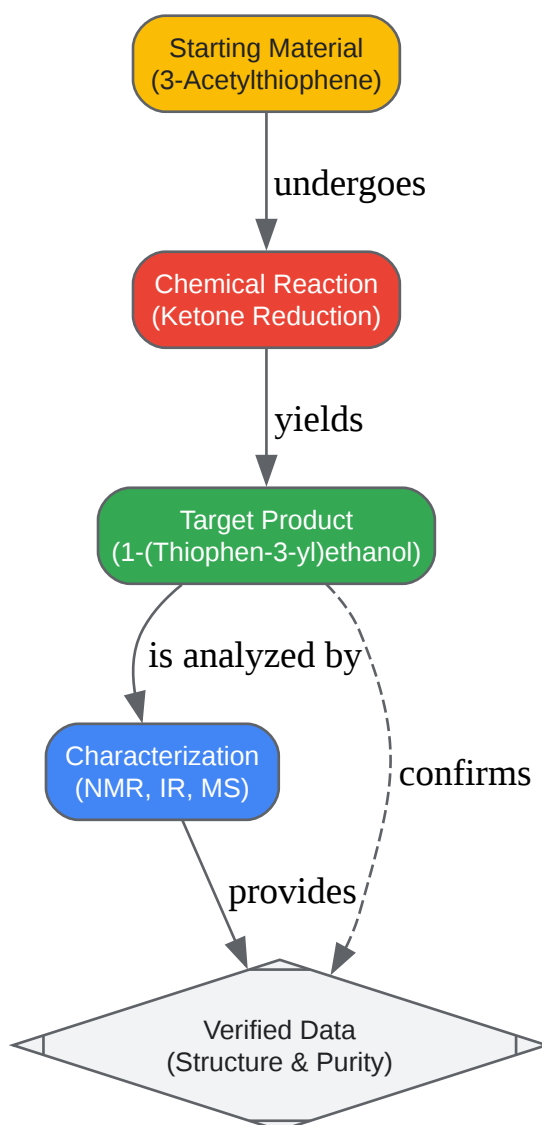 Starting Material
(3-Acetylthiophene)
undergoes
Chemical Reaction
(Ketone Reduction)
yields
Target Product
(1-(Thiophen-3-yl)ethanol)
is analyzed by
Characterization
(NMR, IR, MS)
confirms
provides
Verified Data
(Structure & Purity)